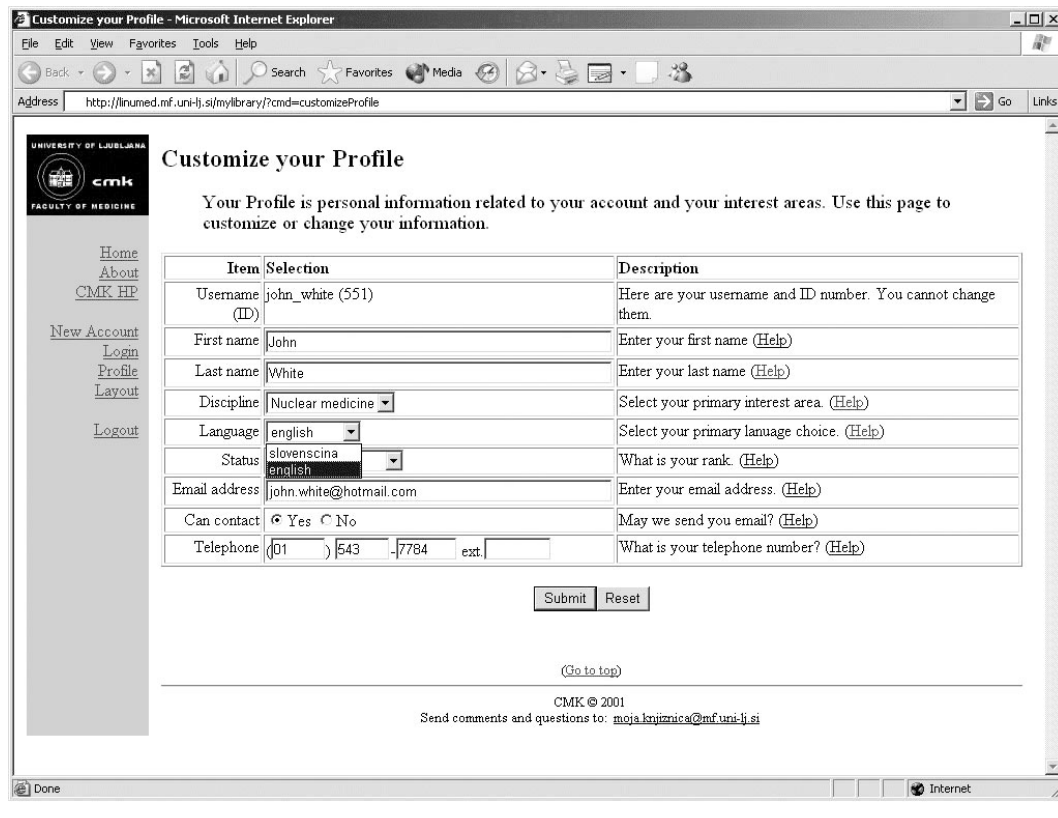 Customize your Profile - Microsoft Internet Explorer
File Edit View Favorites Tools Help
Back Search Favorites Media
Address http://linumed.mf.uni-lj.si/mylibrary/?cmd=customizeProfile Go Links
UNIVERSITY OF LJUBLJANA
cmk
FACULTY OF MEDICINE
Home
About
CMK HP
New Account
Login
Profile
Layout
Logout
Customize your Profile
Your Profile is personal information related to your account and your interest areas. Use this page to
customize or change your information.
Item Selection Description
Username john_white (551) Here are your username and ID number. You cannot change
(ID) them.
First name John Enter your first name (Help)
Last name White Enter your last name (Help)
Discipline Nuclear medicine Select your primary interest area. (Help)
Language english Select your primary lanuage choice. (Help)
slovenscina
english
Status What is your rank. (Help)
Email address john.white@hotmail.com Enter your email address. (Help)
Can contact Yes No May we send you email? (Help)
Telephone (01 ) 543 -7784 ext. What is your telephone number? (Help)
Submit Reset
(Go to top)
CMK © 2001
Send comments and questions to: moja.knjiznica@mf.uni-lj.si
Done Internet